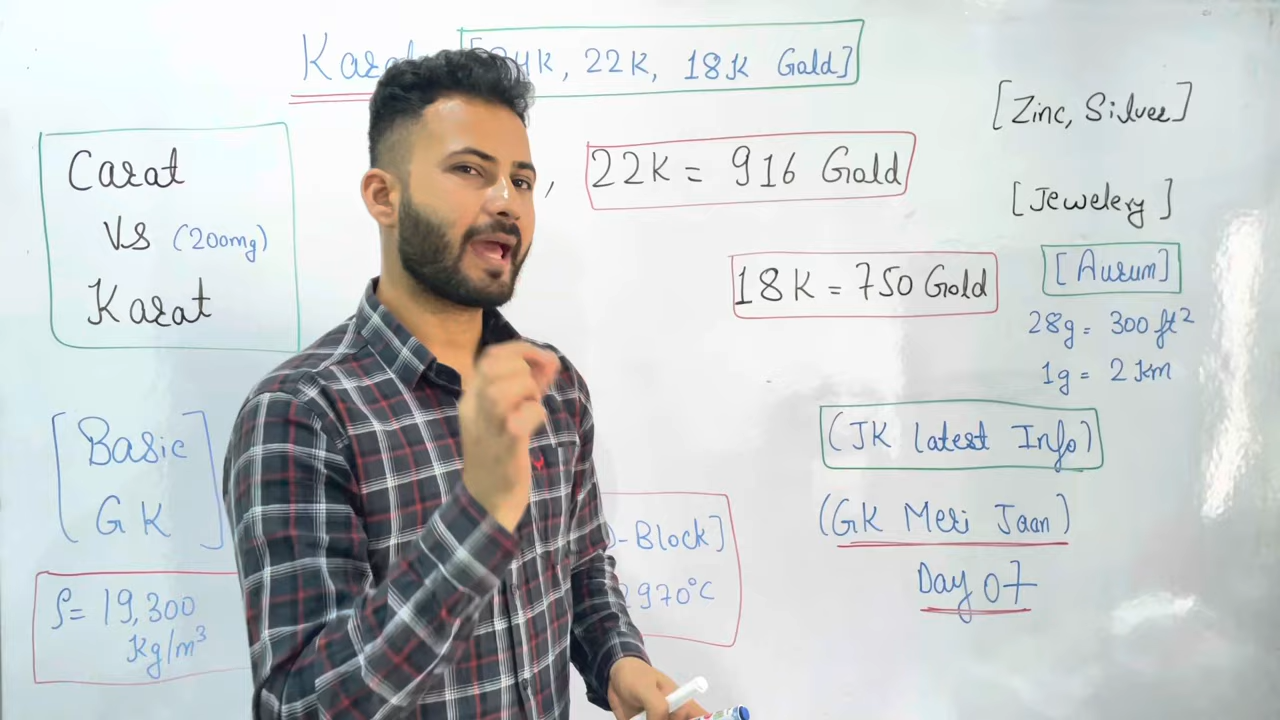 Karat [24K, 22K, 18K Gold]
Carat
VS (200mg)
Karat
, 22K = 916 Gold
18K = 750 Gold
[Zinc, Silver]
[Jewelery]
[Aurum]
28g = 300 ft²
1g = 2 Km
(JK latest Info)
(GK Meri Jaan)
Day 07
[Basic
GK]
ρ = 19,300
Kg/m³
D-Block]
2970°C